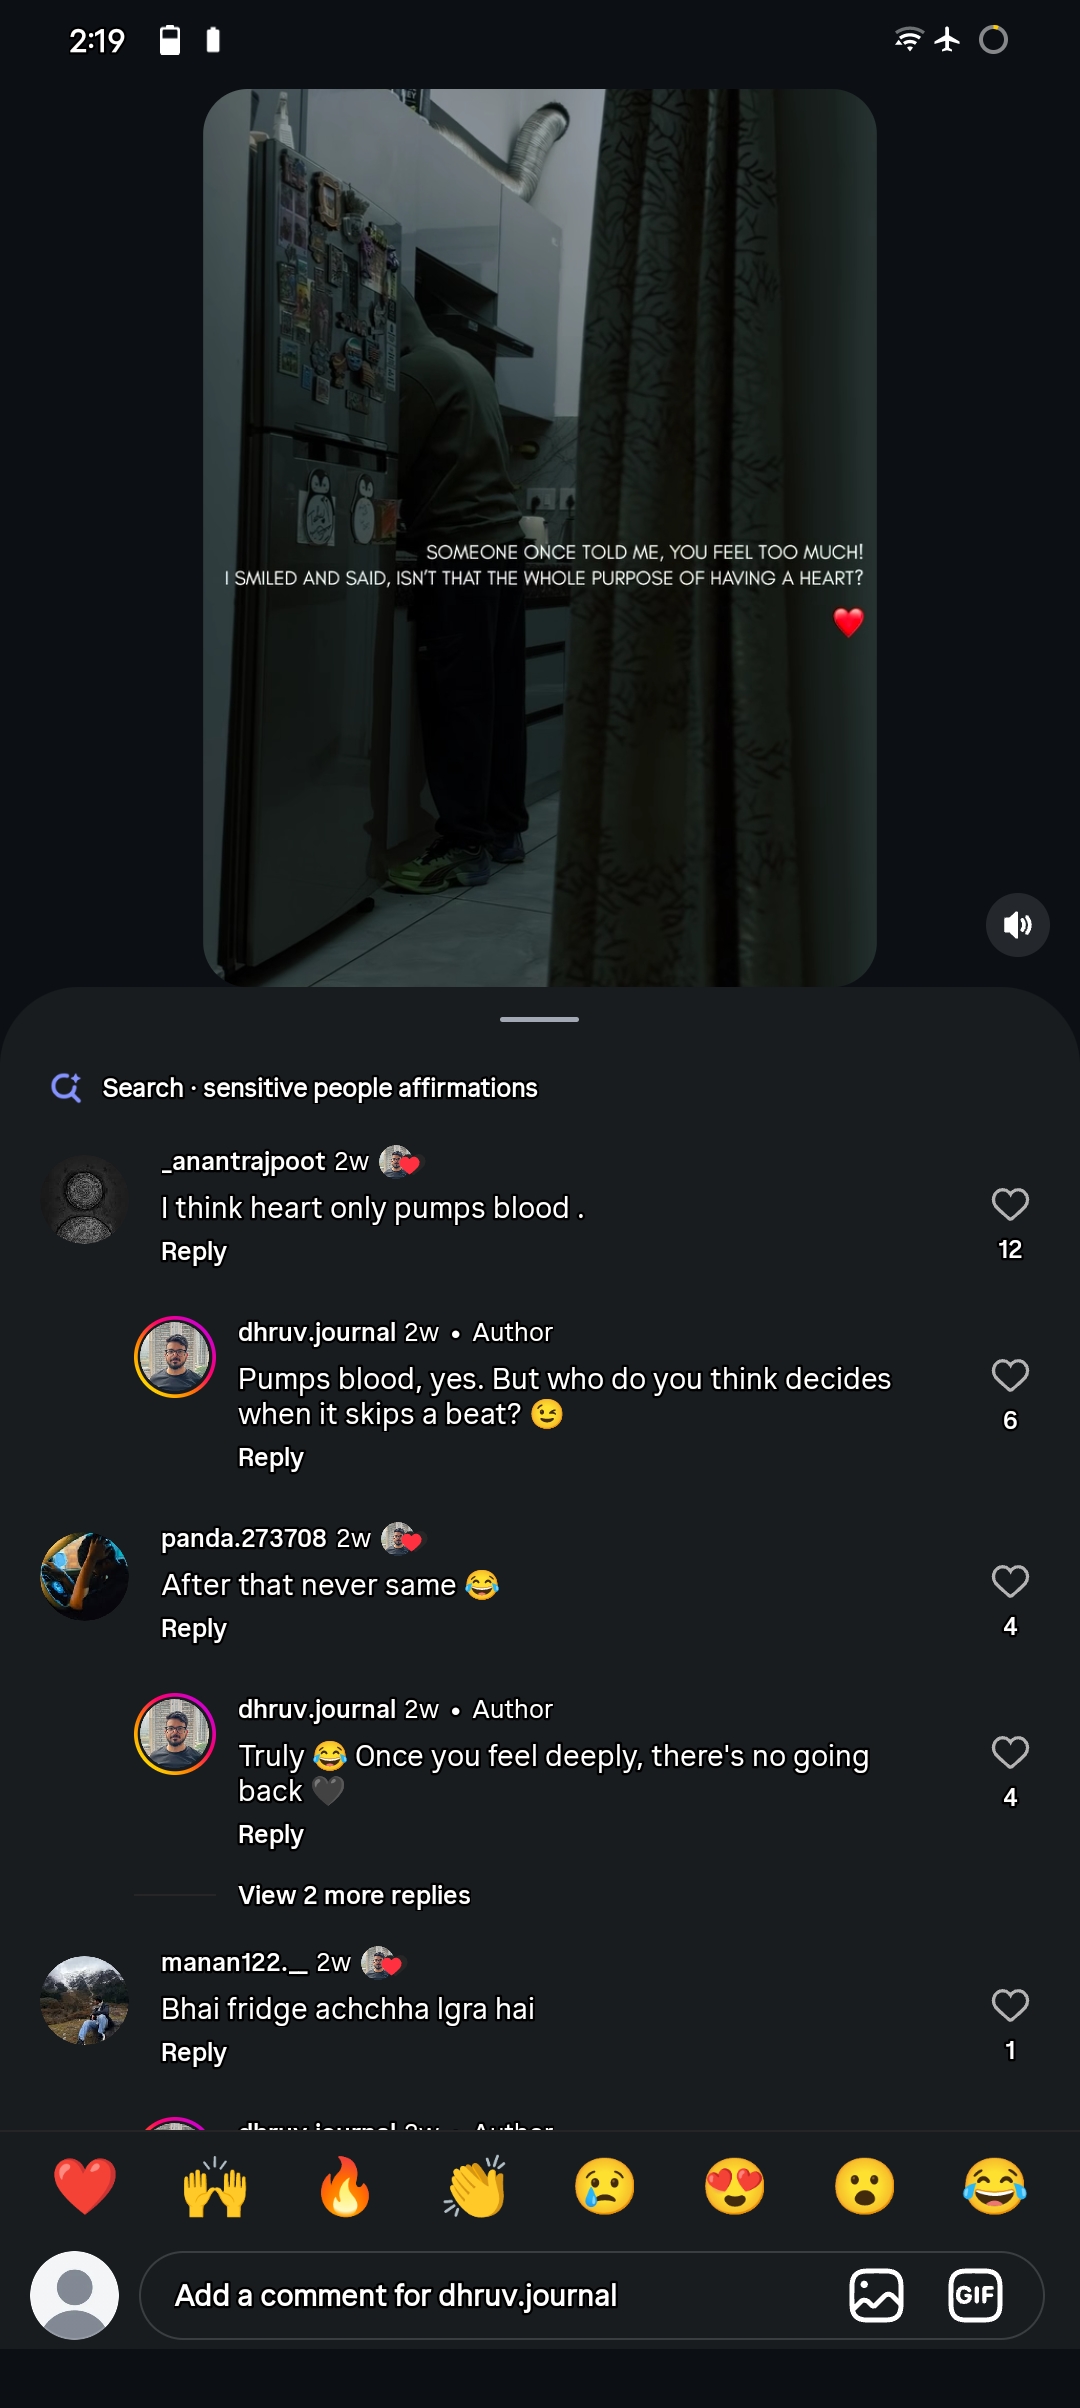 2:19
SOMEONE ONCE TOLD ME, YOU FEEL TOO MUCH!
I SMILED AND SAID, ISN'T THAT THE WHOLE PURPOSE OF HAVING A HEART?
❤️
Search · sensitive people affirmations
_anantrajpoot 2w
I think heart only pumps blood .
Reply
12
dhruv.journal 2w • Author
Pumps blood, yes. But who do you think decides
when it skips a beat? 😉
Reply
6
panda.273708 2w
After that never same 😂
Reply
4
dhruv.journal 2w • Author
Truly 😂 Once you feel deeply, there's no going
back 🖤
Reply
4
View 2 more replies
manan122.__ 2w
Bhai fridge achchha lgra hai
Reply
1
dhruv.journal 2w • Author
❤️ 🙌 🔥 👏 😢 😍 😮 😂
Add a comment for dhruv.journal
GIF